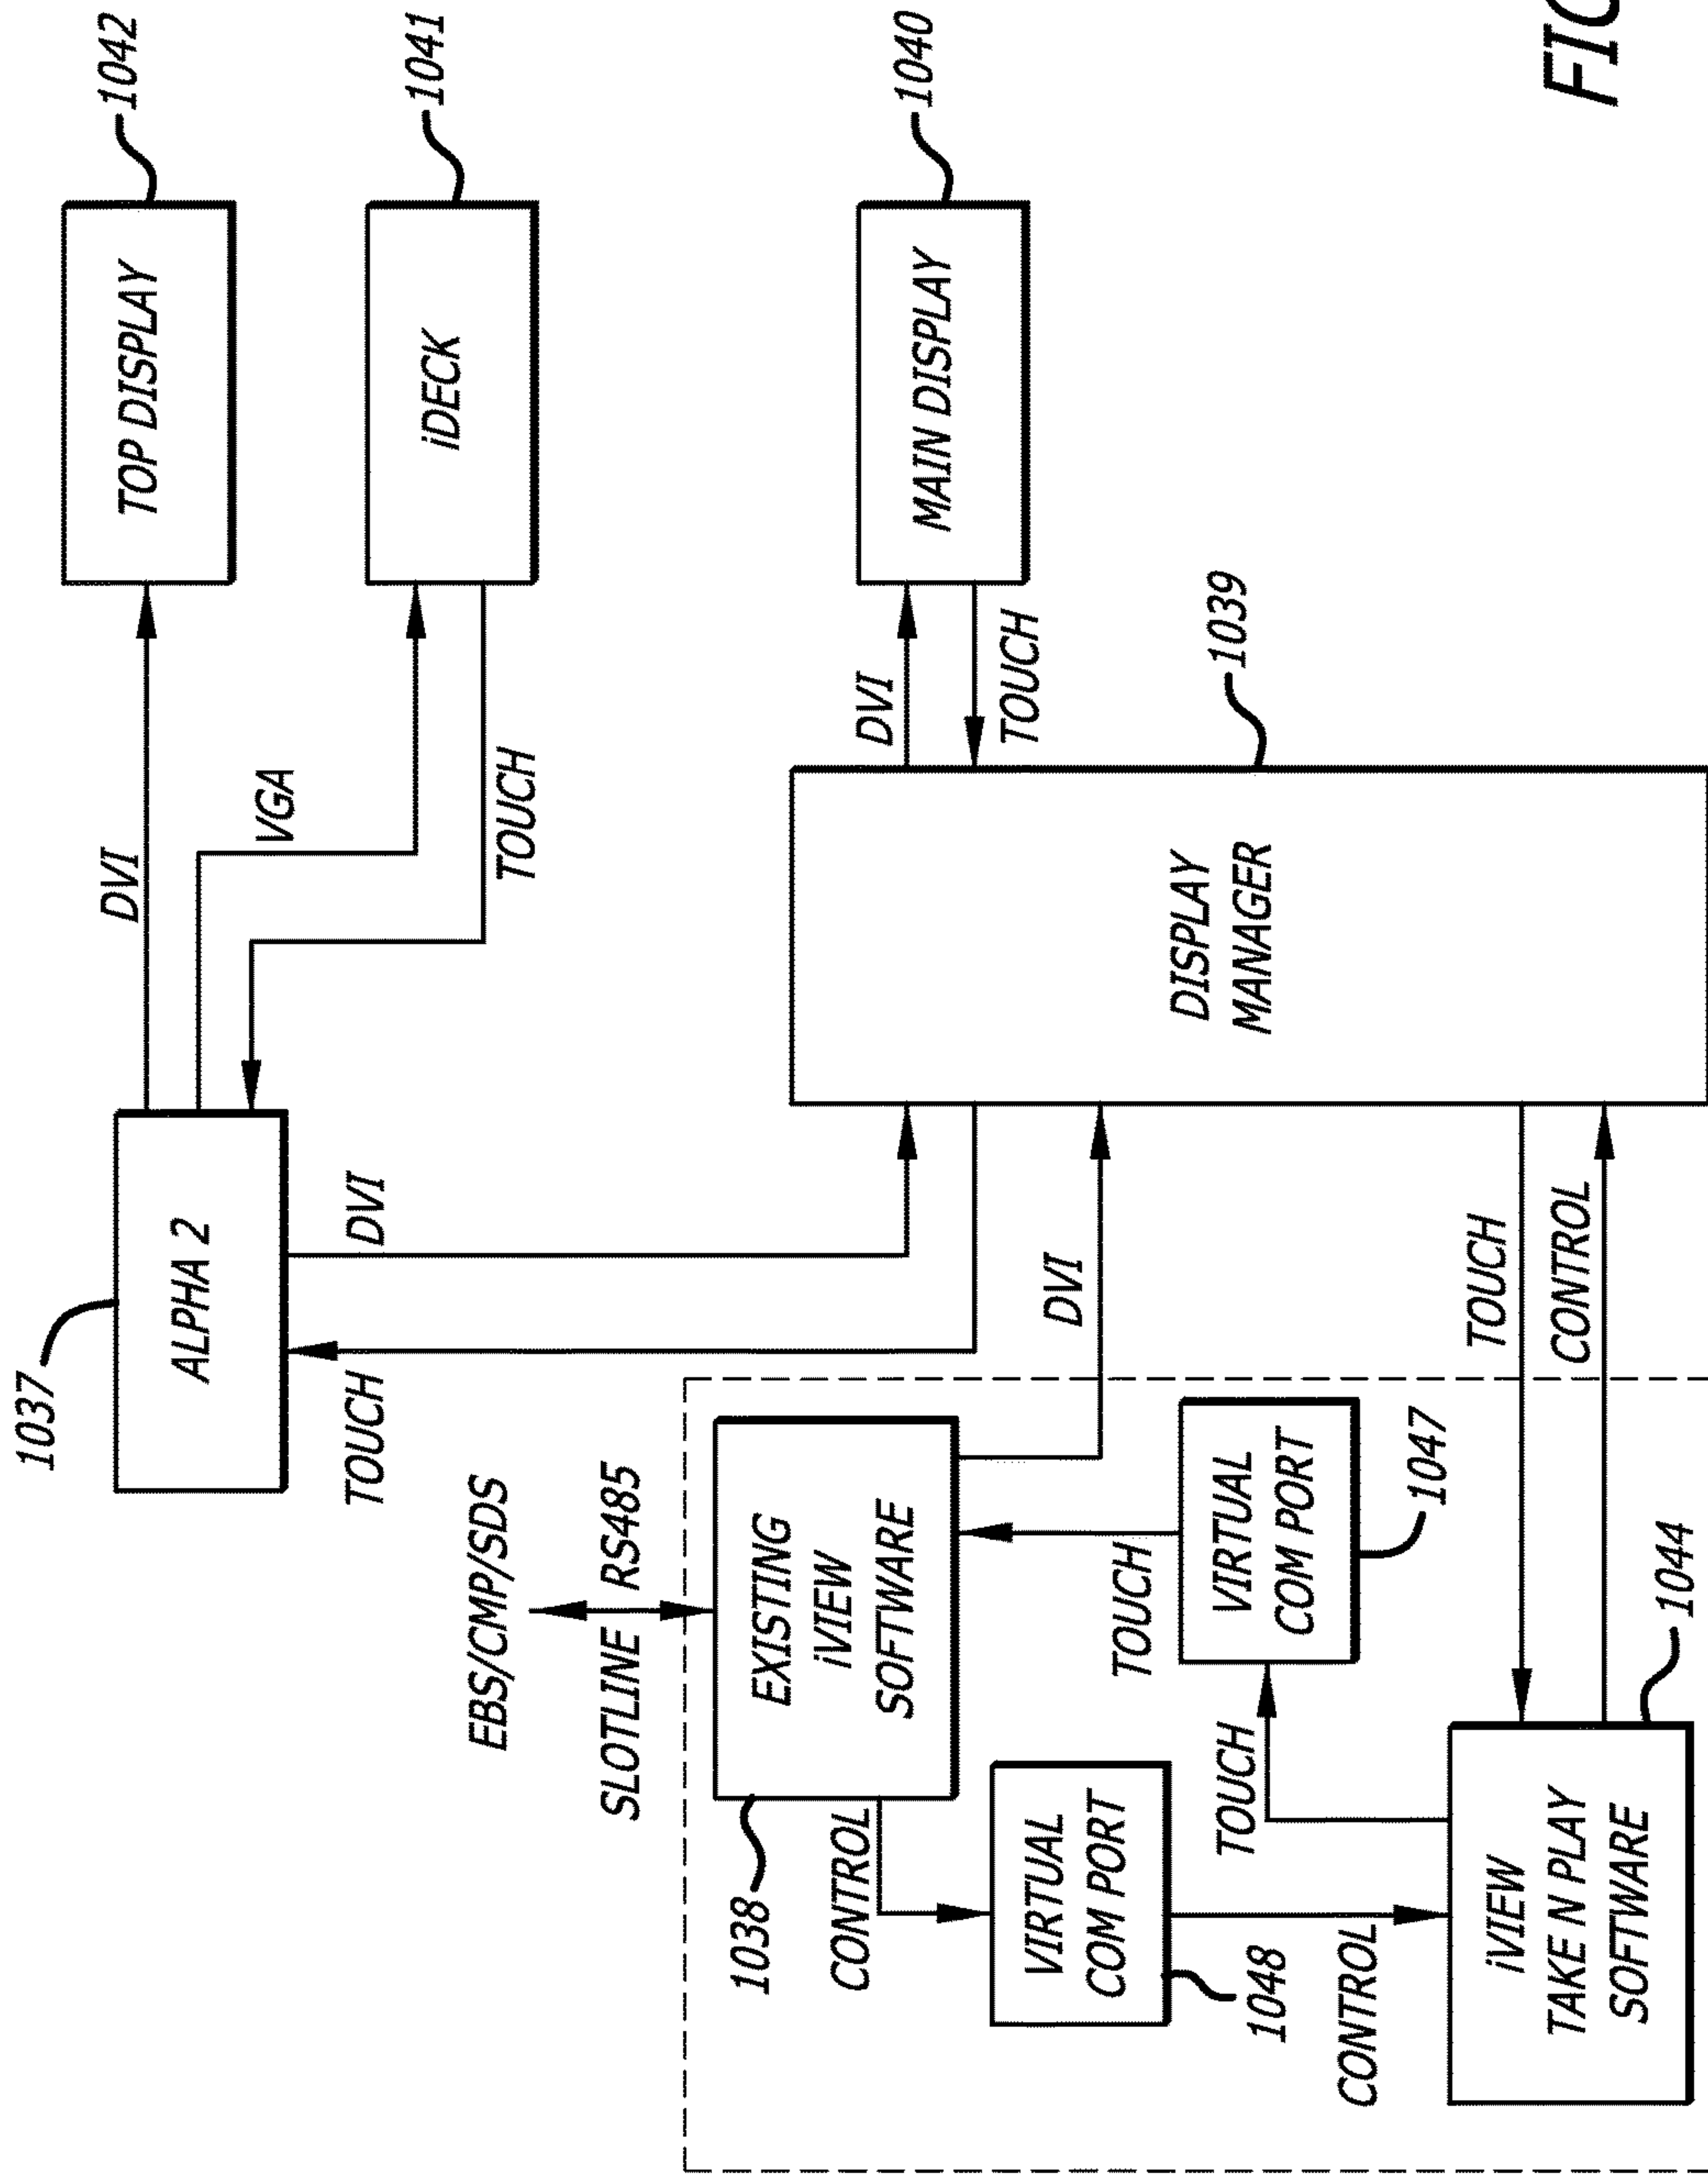 1037
ALPHA 2
DVI
TOP DISPLAY
1042
VGA
TOUCH
iDECK
1041
TOUCH
DVI
EBS/CMP/SDS
SLOTLINE RS485
1038
EXISTING
iVIEW
SOFTWARE
CONTROL
DVI
MAIN DISPLAY
1040
TOUCH
DVI
VIRTUAL
COM PORT
1048
TOUCH
TOUCH
VIRTUAL
COM PORT
1047
DISPLAY
MANAGER
1039
CONTROL
TOUCH
CONTROL
iVIEW
TAKE N PLAY
SOFTWARE
1044